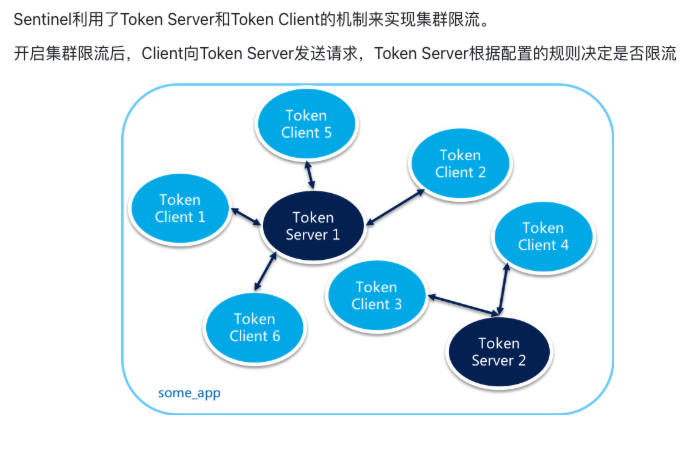 Sentinel利用了Token Server和Token Client的机制来实现集群限流。
开启集群限流后，Client向Token Server发送请求，Token Server根据配置的规则决定是否限流
Token
Client 5
Token
Client 2
Token
Client 1
Token
Server 1
Token
Client 4
Token
Client 3
Token
Client 6
Token
Server 2
some_app